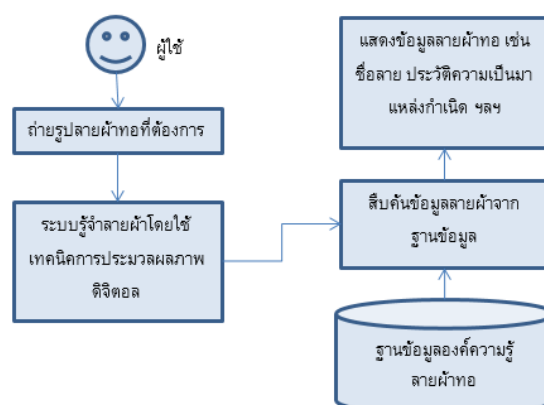 ผู้ใช้
ถ่ายรูปลายผ้าทอที่ต้องการ
ระบบรู้จำลายผ้าโดยใช้
เทคนิคการประมวลผลภาพ
ดิจิตอล
แสดงข้อมูลลายผ้าทอ เช่น
ชื่อลาย ประวัติความเป็นมา
แหล่งกำเนิด ฯลฯ
สืบค้นข้อมูลลายผ้าจาก
ฐานข้อมูล
ฐานข้อมูลองค์ความรู้
ลายผ้าทอ